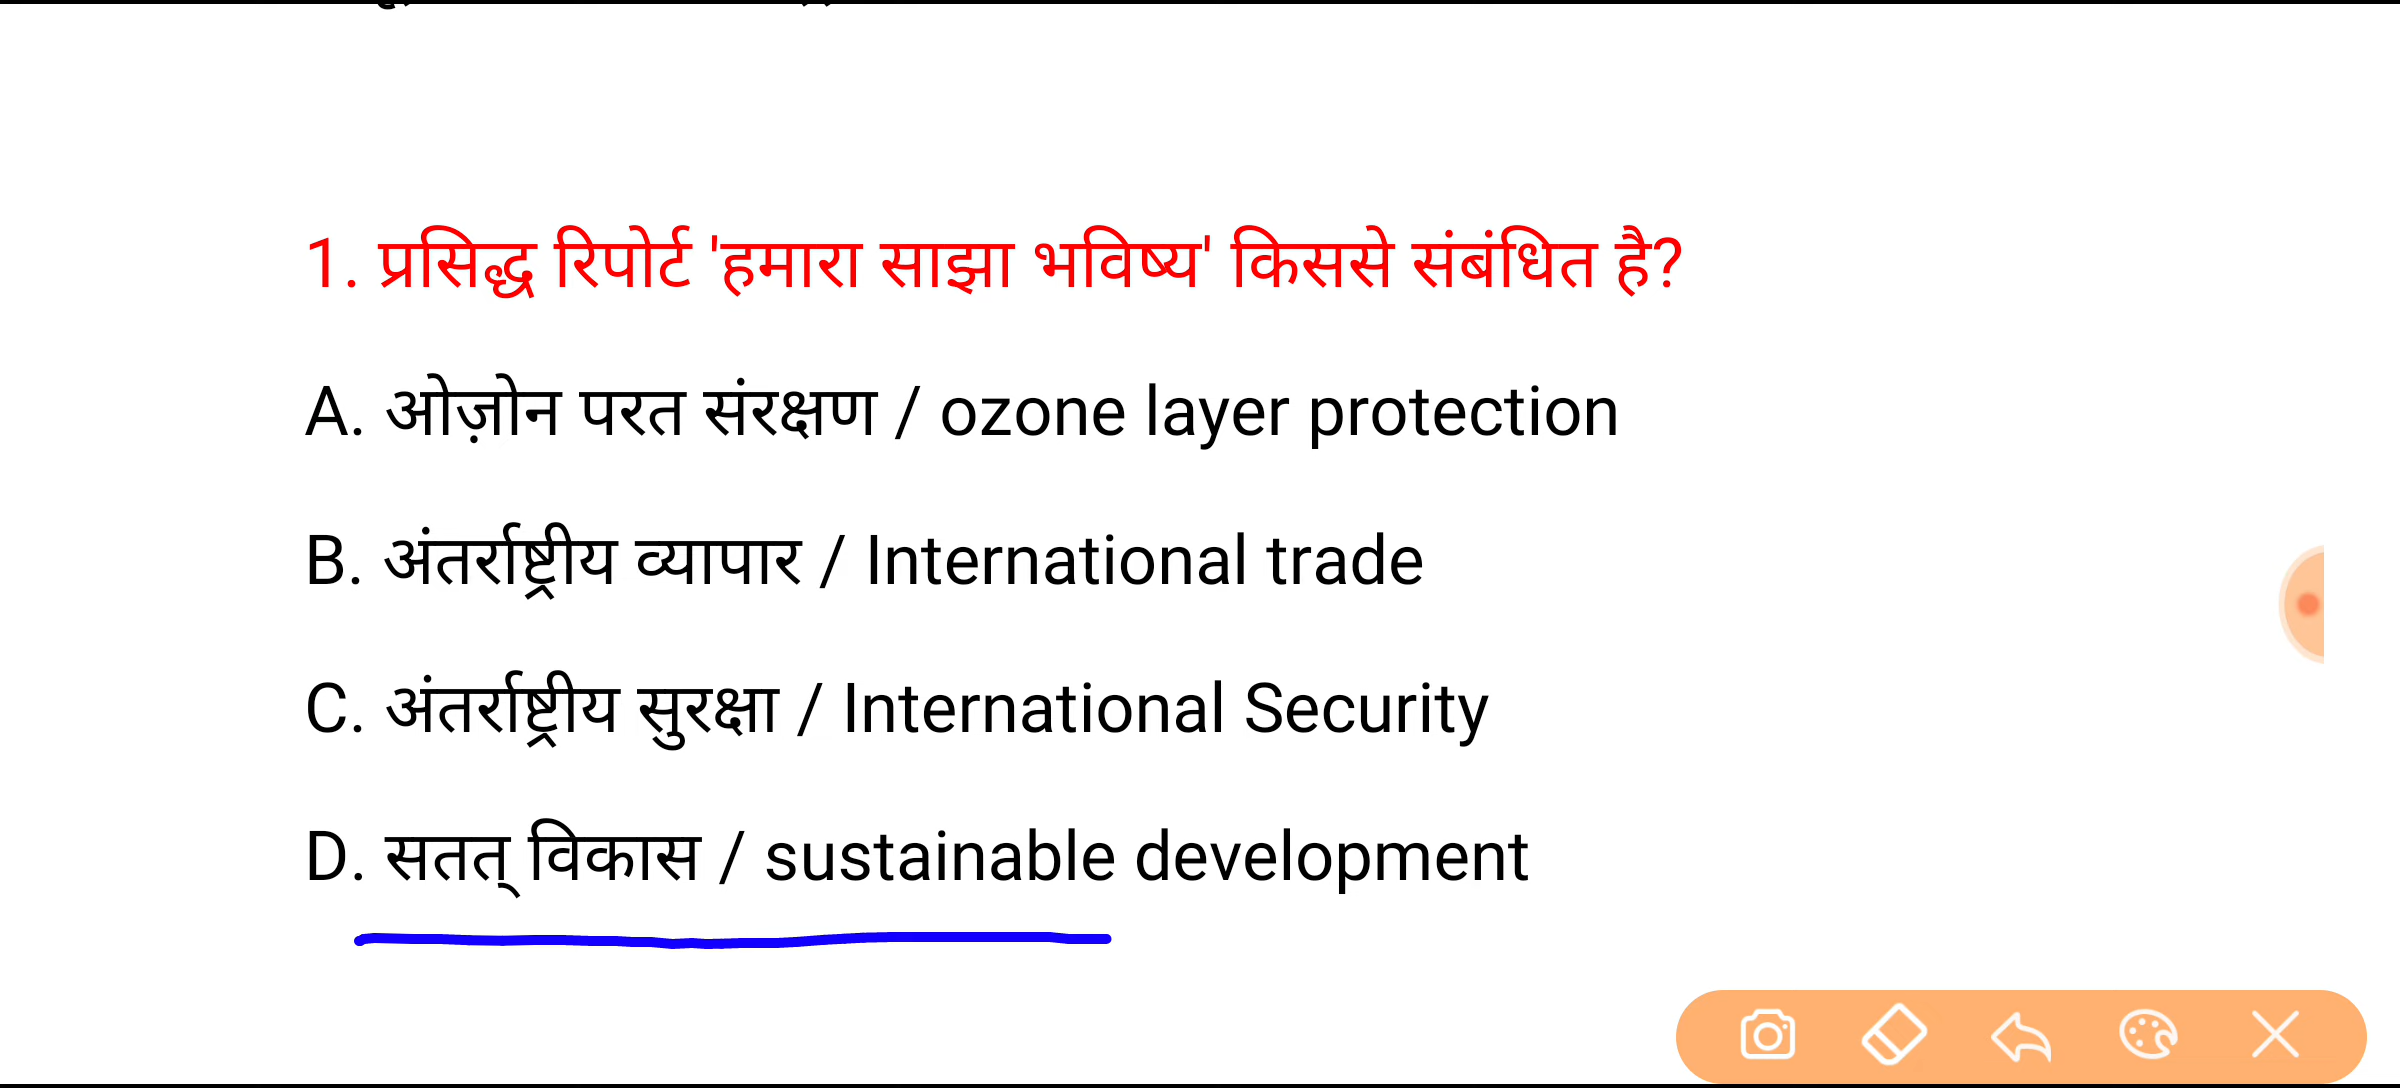 1. प्रसिद्ध रिपोर्ट 'हमारा साझा भविष्य' किससे संबंधित है?
A. ओज़ोन परत संरक्षण / ozone layer protection
B. अंतर्राष्ट्रीय व्यापार / International trade
C. अंतर्राष्ट्रीय सुरक्षा / International Security
D. सतत् विकास / sustainable development